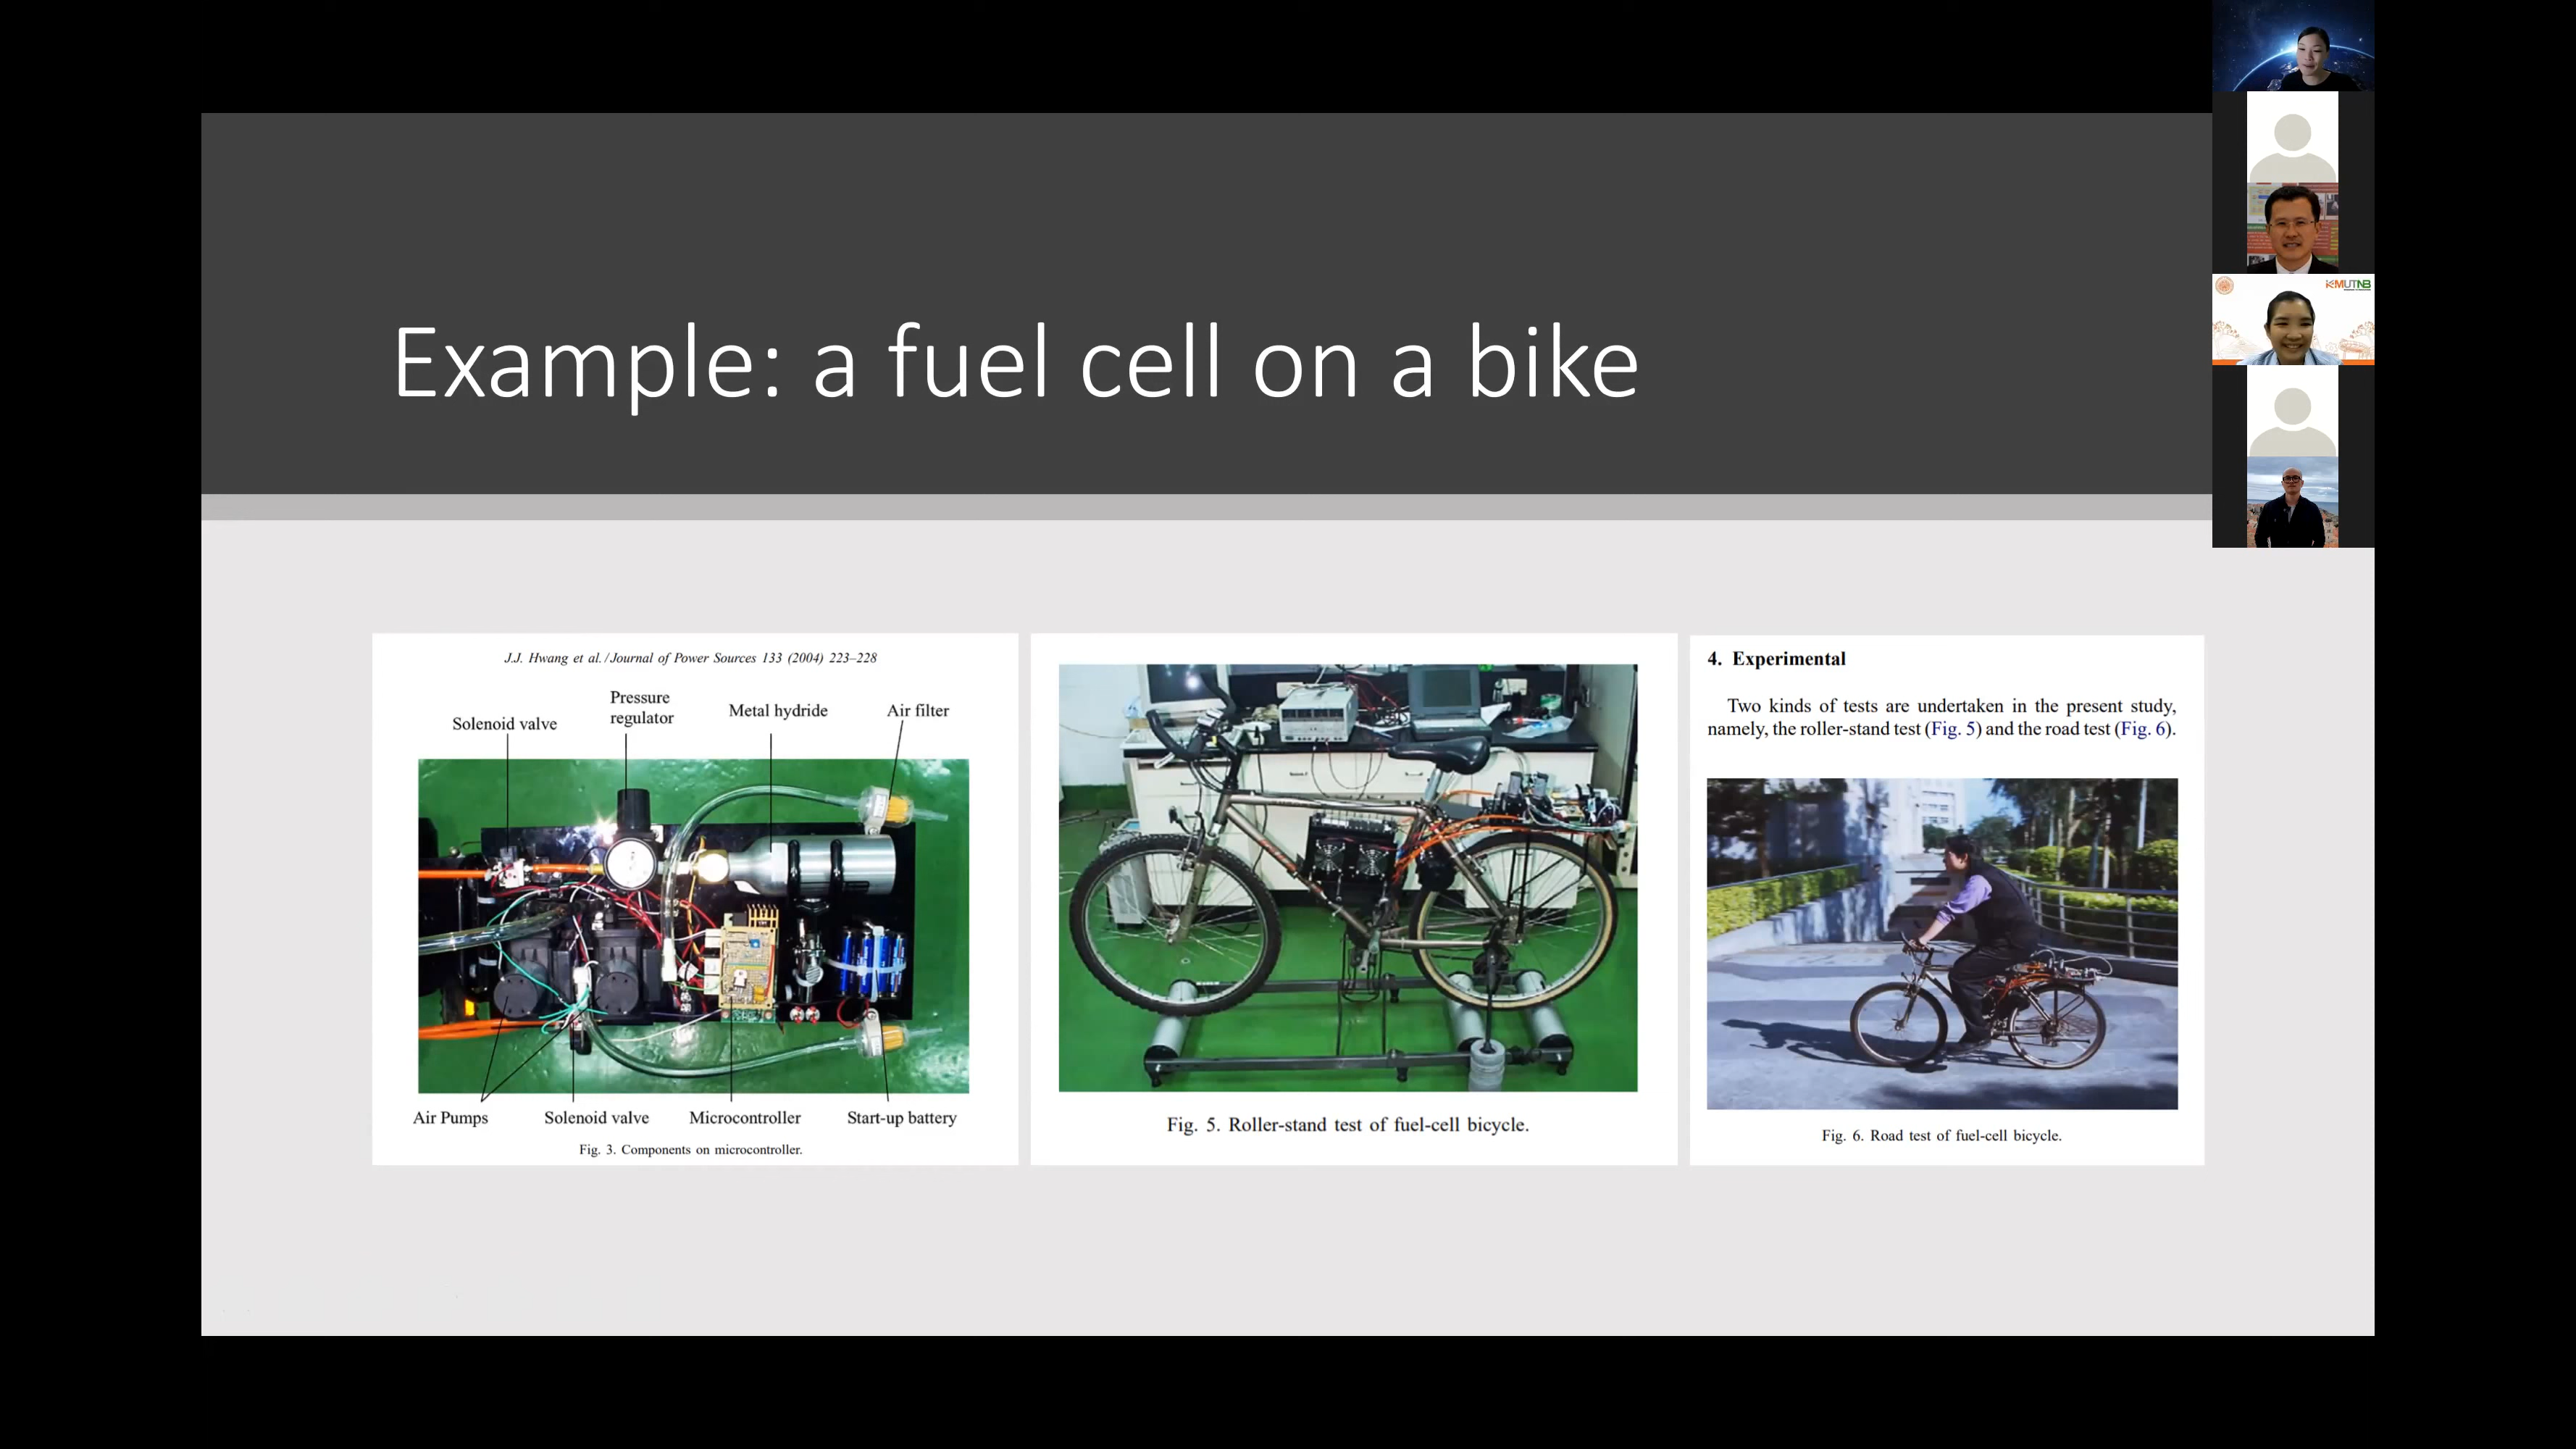 Example: a fuel cell on a bike
KMUTNB
J.J. Hwang et al. / Journal of Power Sources 133 (2004) 223–228
Pressure
regulator
Solenoid valve
Metal hydride
Air filter
Air Pumps
Solenoid valve
Microcontroller
Start-up battery
Fig. 3. Components on microcontroller.
Fig. 5. Roller-stand test of fuel-cell bicycle.
4. Experimental
Two kinds of tests are undertaken in the present study,
namely, the roller-stand test (Fig. 5) and the road test (Fig. 6).
Fig. 6. Road test of fuel-cell bicycle.